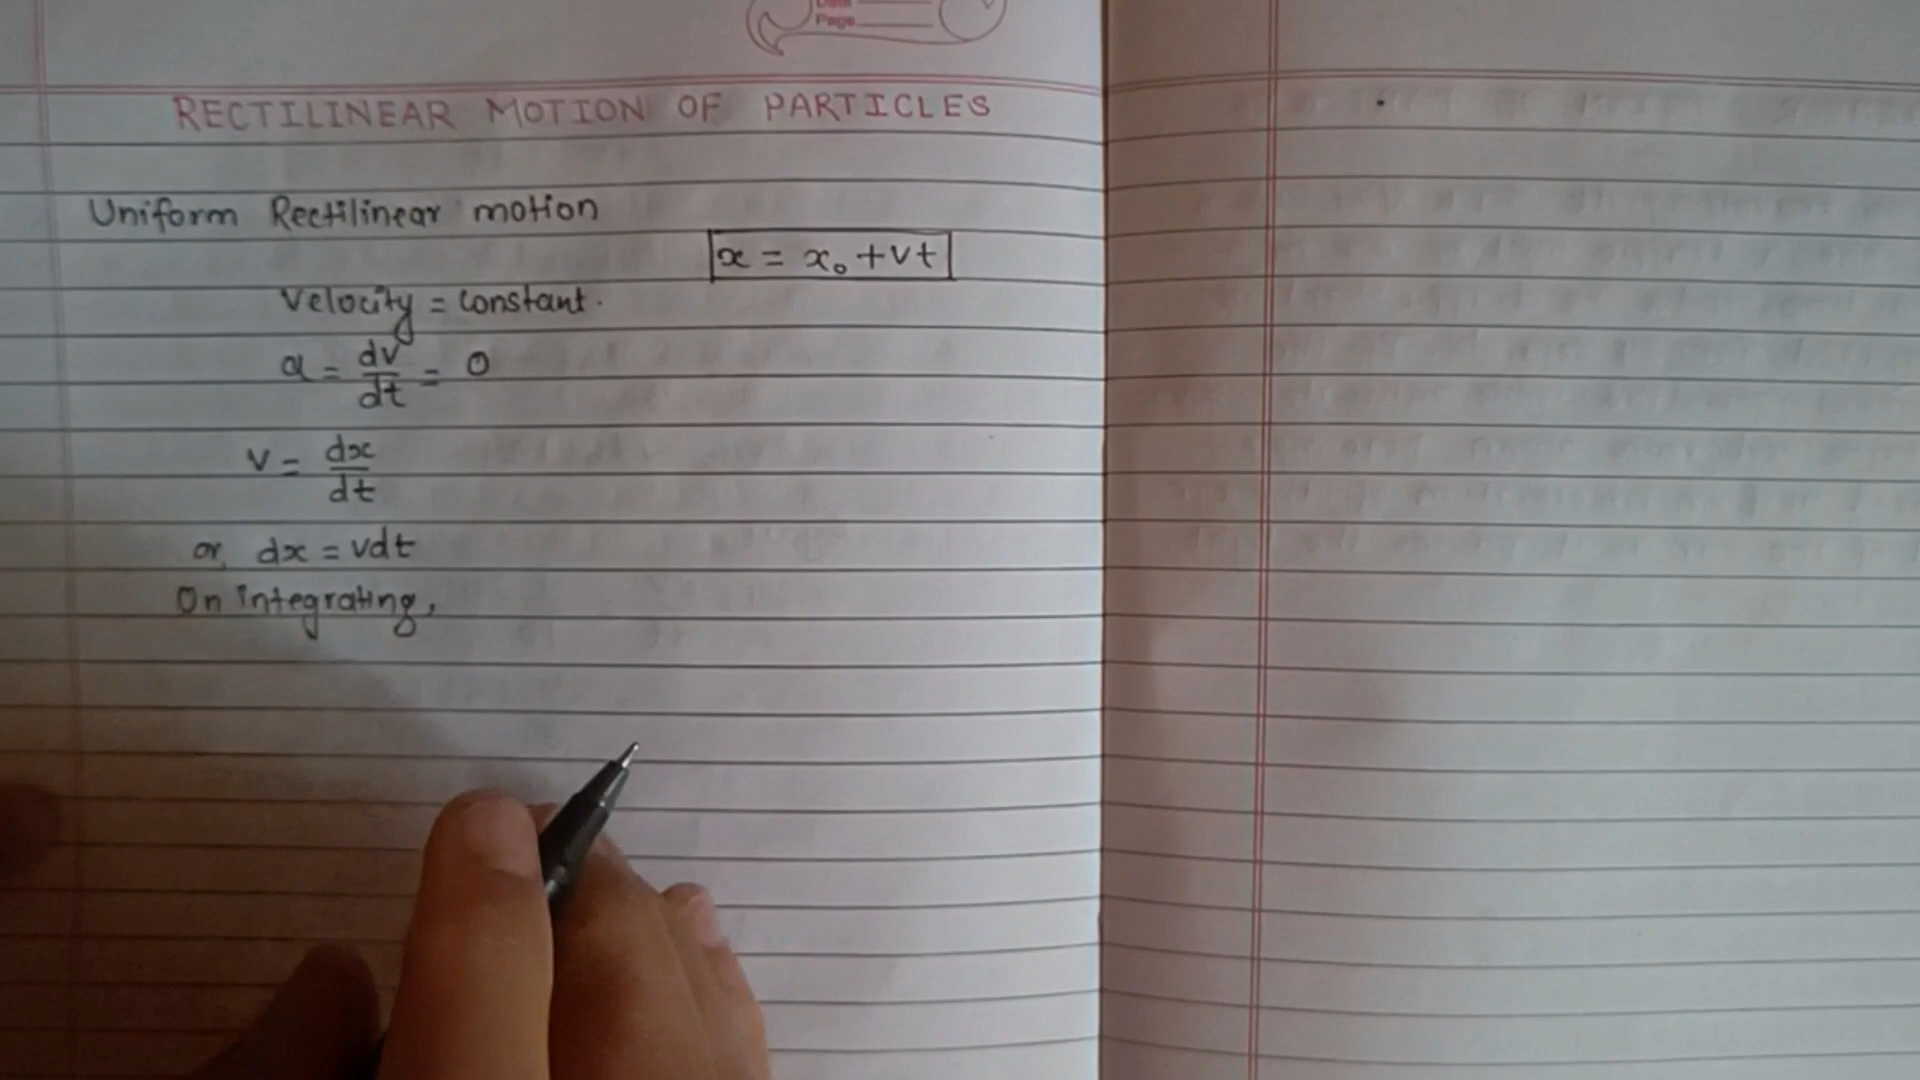 Date
Page
RECTILINEAR MOTION OF PARTICLES
Uniform Rectilinear motion
x = x₀ + vt
Velocity = constant.
a = dv/dt = 0
v = dx/dt
or, dx = vdt
On integrating,